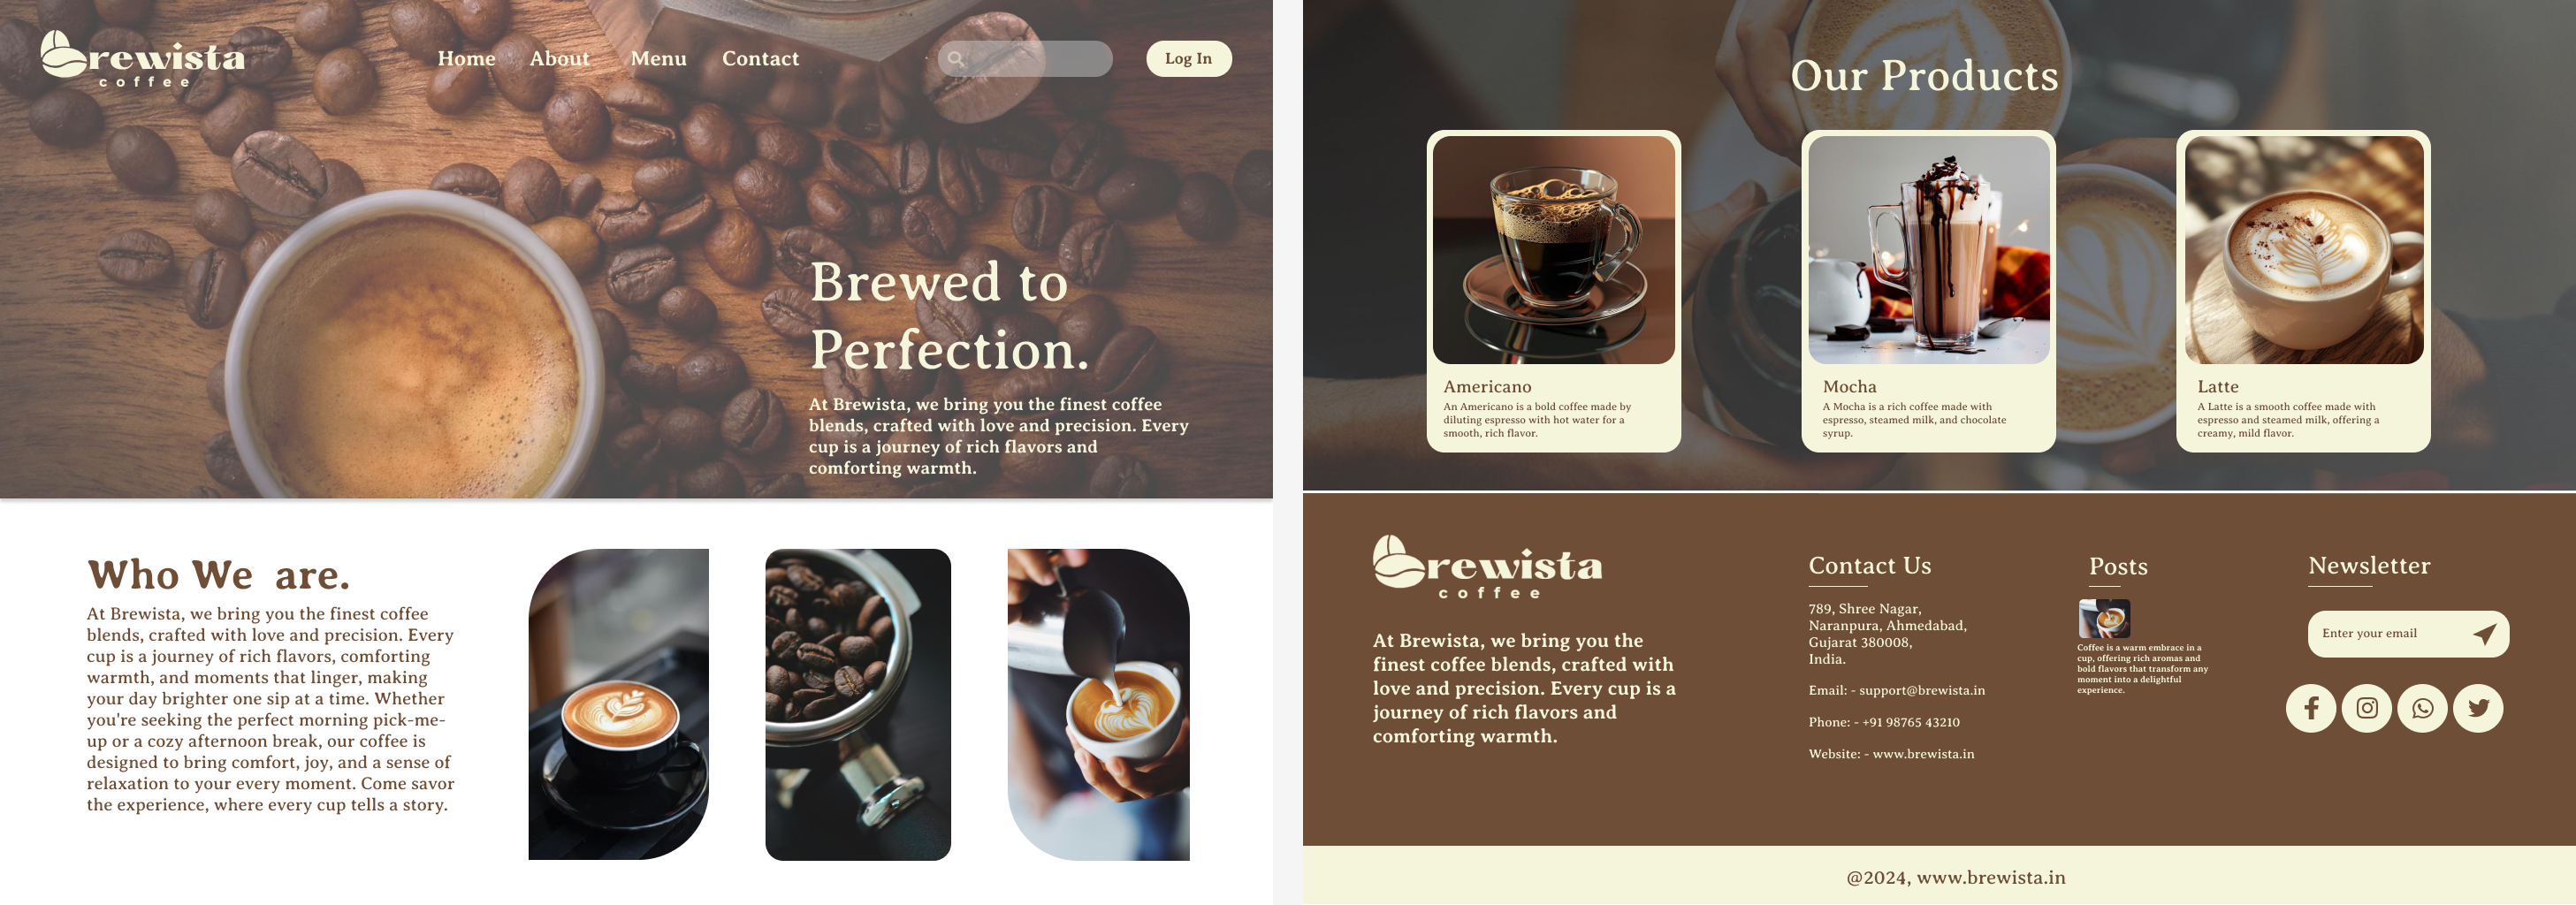 Brewista
coffee
Home About Menu Contact
Log In
Brewed to
Perfection.
At Brewista, we bring you the finest coffee
blends, crafted with love and precision. Every
cup is a journey of rich flavors and
comforting warmth.
Who We are.
At Brewista, we bring you the finest coffee
blends, crafted with love and precision. Every
cup is a journey of rich flavors, comforting
warmth, and moments that linger, making
your day brighter one sip at a time. Whether
you're seeking the perfect morning pick-me-
up or a cozy afternoon break, our coffee is
designed to bring comfort, joy, and a sense of
relaxation to your every moment. Come savor
the experience, where every cup tells a story.
Our Products
Americano
An Americano is a bold coffee made by
diluting espresso with hot water for a
smooth, rich flavor.
Mocha
A Mocha is a rich coffee made with
espresso, steamed milk, and chocolate
syrup.
Latte
A Latte is a smooth coffee made with
espresso and steamed milk, offering a
creamy, mild flavor.
Brewista
coffee
At Brewista, we bring you the
finest coffee blends, crafted with
love and precision. Every cup is a
journey of rich flavors and
comforting warmth.
Contact Us
789, Shree Nagar,
Naranpura, Ahmedabad,
Gujarat 380008,
India.
Email: - support@brewista.in
Phone: - +91 98765 43210
Website: - www.brewista.in
Posts
Coffee is a warm embrace in a
cup, offering rich aromas and
bold flavors that transform any
moment into a delightful
experience.
Newsletter
Enter your email
@2024, www.brewista.in